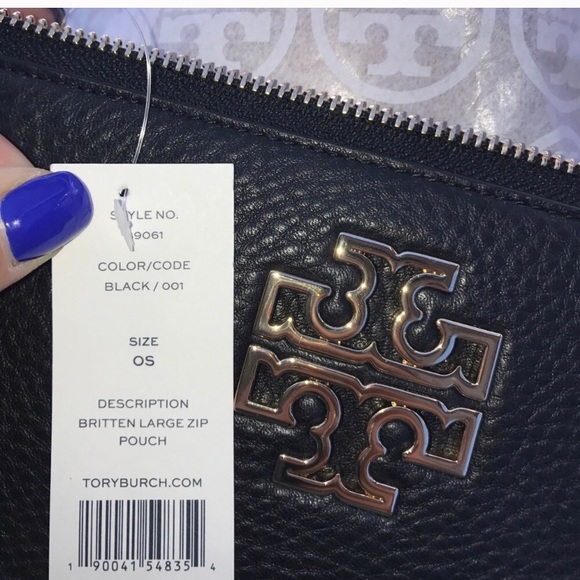 STYLE NO.
9061
COLOR/CODE
BLACK / 001
SIZE
OS
DESCRIPTION
BRITTEN LARGE ZIP
POUCH
TORYBURCH.COM
1 90041 54835 4